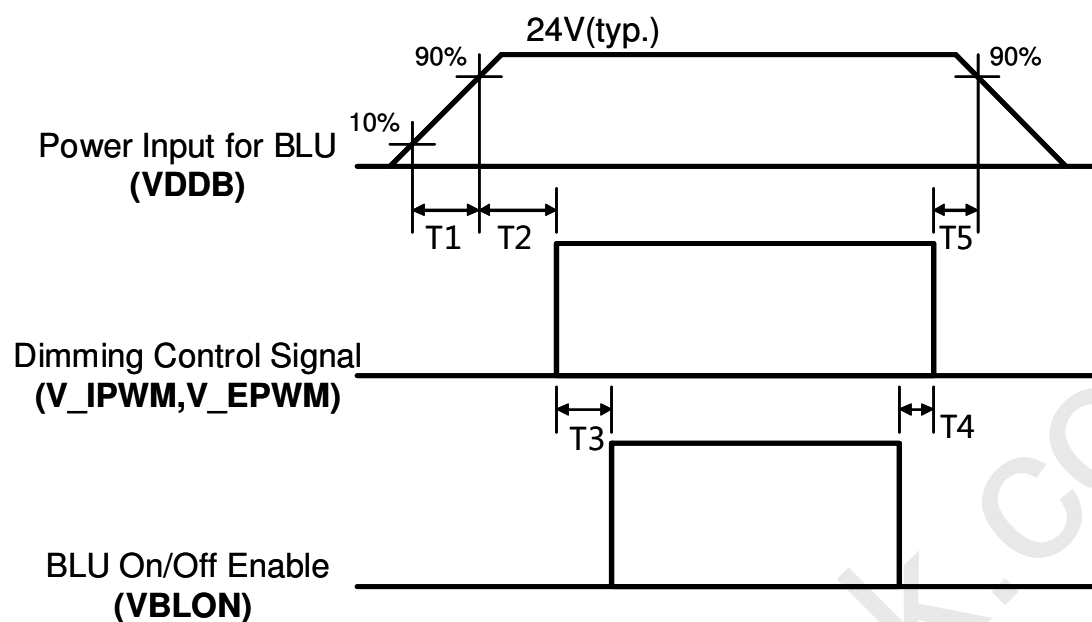 24V(typ.)
90%
90%
10%
Power Input for BLU
(VDDB)
T1
T2
T5
Dimming Control Signal
(V_IPWM,V_EPWM)
T3
T4
BLU On/Off Enable
(VBLON)
k.co